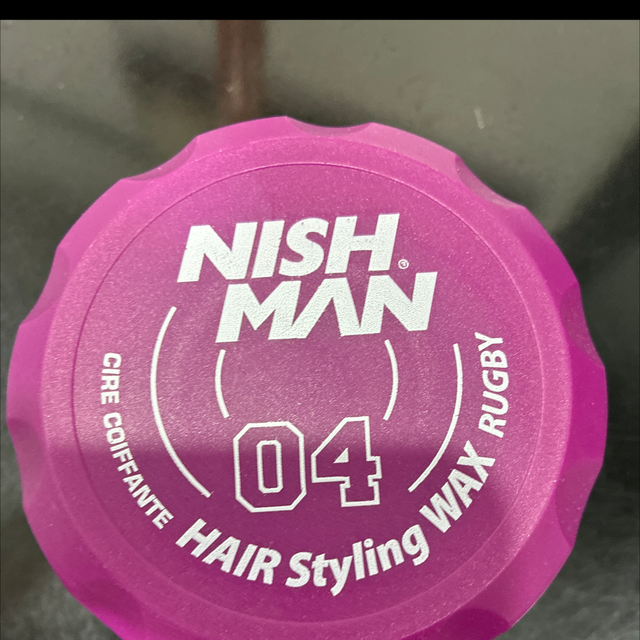 NISH
MAN®
04
CIRE COIFFANTE HAIR Styling WAX RUGBY